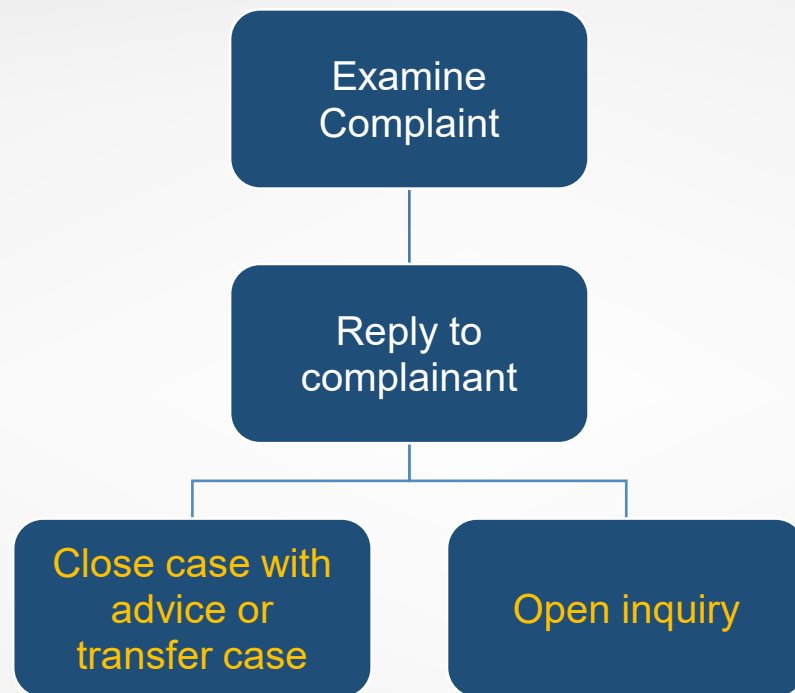 Examine
Complaint
Reply to
complainant
Close case with
advice or
transfer case
Open inquiry